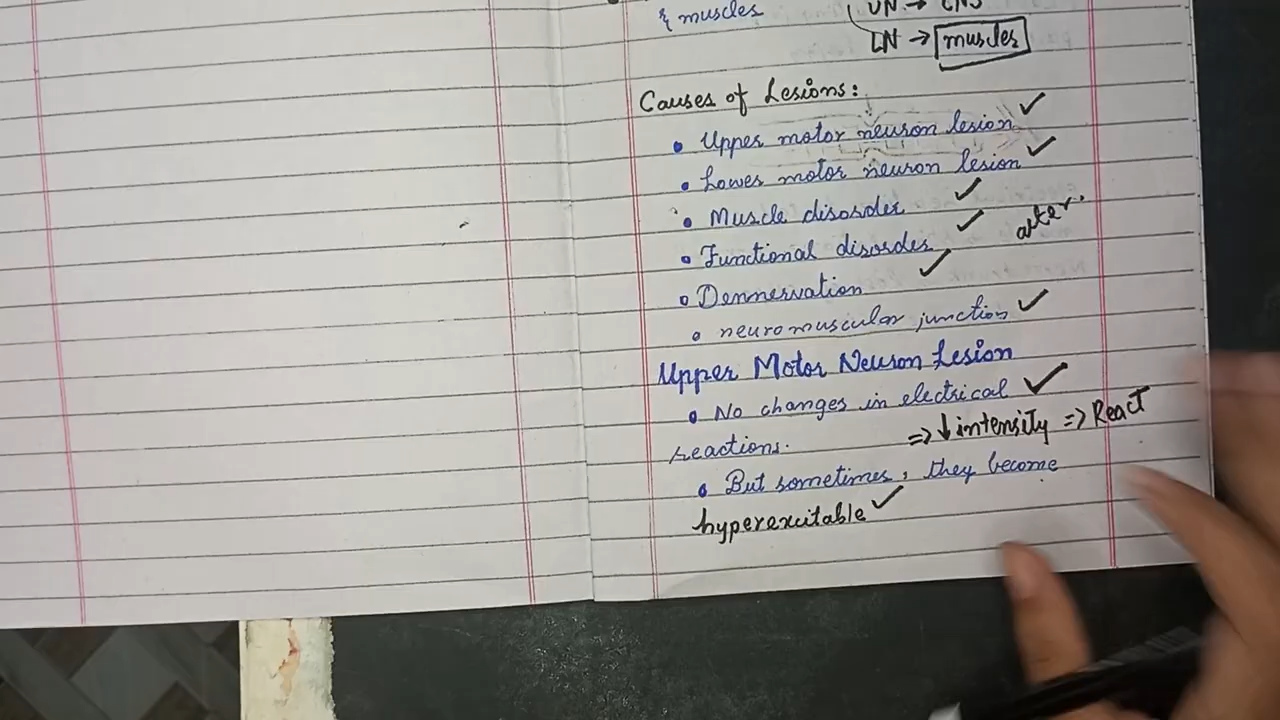 & muscles
UN → CNS
LN → muscles
Causes of Lesions:
• Upper motor neuron lesion ✓
• Lower motor neuron lesion ✓
• Muscle disorder ✓
• Functional disorder ✓ alter.
• Dennervation ✓
• neuromuscular junction ✓
Upper Motor Neuron Lesion
• No changes in electrical ✓
reactions. ⇒ ↓ intensity ⇒ React
• But sometimes, they become
hyperexcitable ✓